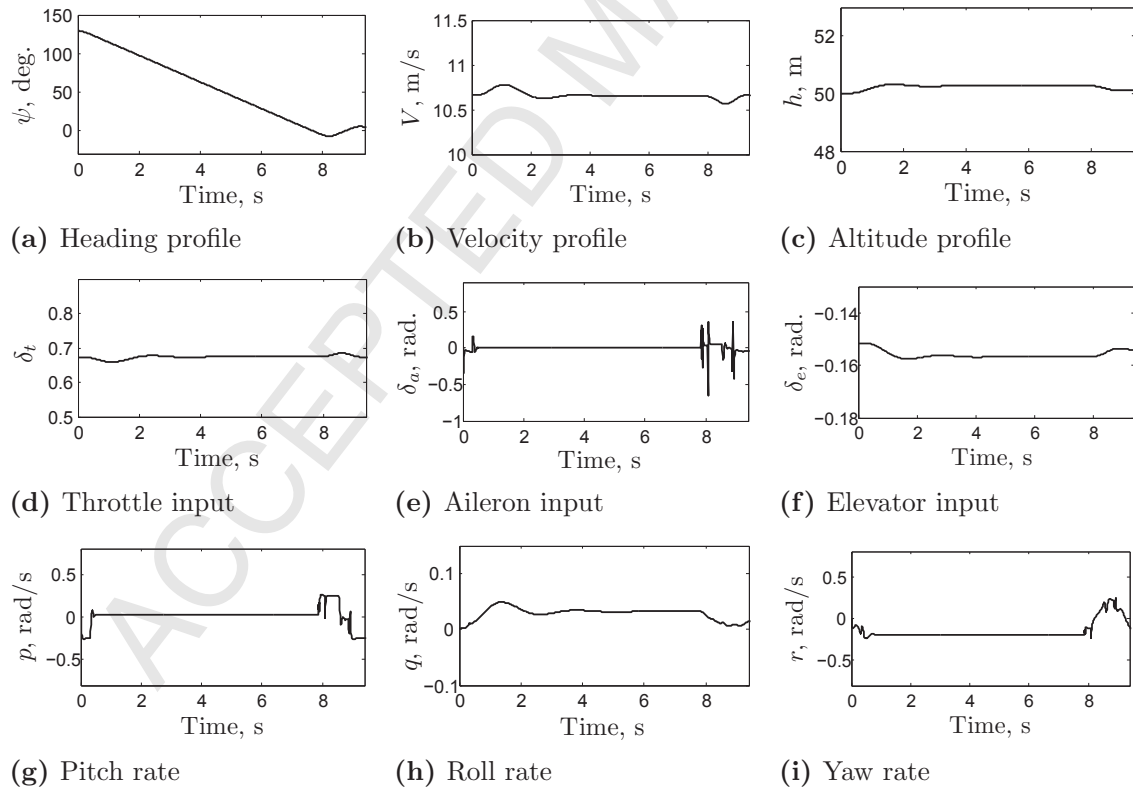 150
100
50
0
0 2 4 6 8
ψ, deg.
Time, s
(a) Heading profile
11.5
11
10.5
10
0 2 4 6 8
V, m/s
Time, s
(b) Velocity profile
52
50
48
0 2 4 6 8
h, m
Time, s
(c) Altitude profile
0.8
0.7
0.6
0.5
0 2 4 6 8
δt
Time, s
(d) Throttle input
0.5
0
−0.5
−1
0 2 4 6 8
δa, rad.
Time, s
(e) Aileron input
−0.14
−0.16
−0.18
0 2 4 6 8
δe, rad.
Time, s
(f) Elevator input
0.5
0
−0.5
0 2 4 6 8
p, rad/s
Time, s
(g) Pitch rate
0.1
0
−0.1
0 2 4 6 8
q, rad/s
Time, s
(h) Roll rate
0.5
0
−0.5
0 2 4 6 8
r, rad/s
Time, s
(i) Yaw rate
ACCEPTED MA